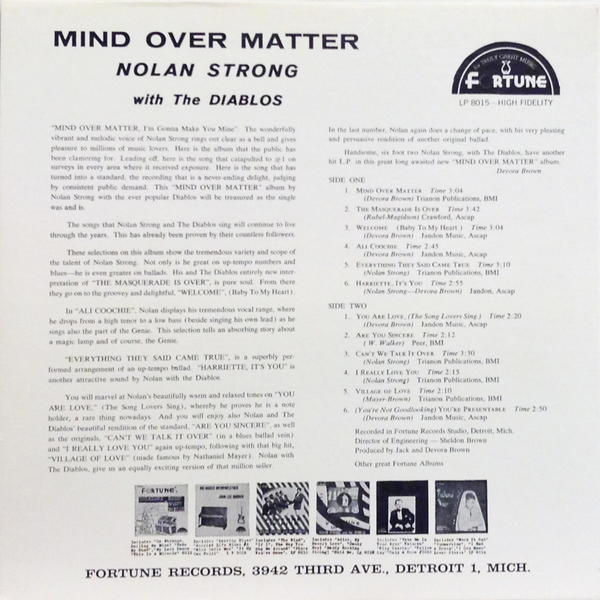 MIND OVER MATTER
NOLAN STRONG
with The DIABLOS
"TRULY GREAT MUSIC"
FORTUNE
LP 8015—HIGH FIDELITY
"MIND OVER MATTER, I'm Gonna Make You Mine". The wonderfully
vibrant and melodic voice of Nolan Strong rings out clear as a bell and gives
pleasure to millions of music lovers. Here is the album that the public has
been clamoring for. Leading off, here is the song that catapulted to #1 on
surveys in every area where it received exposure. Here is the song that has
turned into a standard, the recording that is a never-ending delight, judging
by consistent public demand. This "MIND OVER MATTER" album by
Nolan Strong with the ever popular Diablos will be treasured as the single
was and is.
The songs that Nolan Strong and The Diablos sing will continue to live
through the years. This has already been proven by their countless followers.
These selections on this album show the tremendous variety and scope of
the talent of Nolan Strong. Not only is he great on up-tempo numbers and
blues—he is even greater on ballads. His and The Diablos entirely new inter-
pretation of "THE MASQUERADE IS OVER", is pure soul. From there
they go on to the groovey and delightful, "WELCOME", (Baby To My Heart).
In "ALI COOCHIE", Nolan displays his tremendous vocal range, where
he drops from a high tenor to a low bass (beside singing his own lead) as he
sings also the part of the Genie. This selection tells an absorbing story about
a magic lamp and of course, the Genie.
"EVERYTHING THEY SAID CAME TRUE", is a superbly per-
formed arrangement of an up-tempo ballad. "HARRIETTE, IT'S YOU" is
another attractive sound by Nolan with the Diablos.
You will marvel at Nolan's beautifully warm and relaxed tones on "YOU
ARE LOVE," (The Song Lovers Sing), whereby he proves he is a note
holder, a rare thing nowadays. And you will enjoy also Nolan and The
Diablos' beautiful rendition of the standard, "ARE YOU SINCERE", as well
as the originals, "CAN'T WE TALK IT OVER" (in a blues ballad vein)
and "I REALLY LOVE YOU" again up-tempo, following with that big hit,
"VILLAGE OF LOVE" (made famous by Nathaniel Mayer). Nolan with
The Diablos, give us an equally exciting version of that million seller.
In the last number, Nolan again does a change of pace, with his very pleasing
and persuasive rendition of another original ballad.
Handsome, six foot two Nolan Strong, with The Diablos, have another
hit L.P. in this great long awaited new "MIND OVER MATTER" album.
Devora Brown
SIDE ONE
1. MIND OVER MATTER Time 3:04
(Devora Brown) Trianon Publications, BMI
2. THE MASQUERADE IS OVER Time 3:42
(Rubel-Magidson) Crawford, Ascap
3. WELCOME (Baby To My Heart) Time 3:04
(Devora Brown) Jandon Music, Ascap
4. ALI COOCHIE Time 2:45
(Devora Brown) Jandon Music, Ascap
5. EVERYTHING THEY SAID CAME TRUE Time 3:10
(Nolan Strong) Trianon Publications, BMI
6. HARRIETTE, IT'S YOU Time 2:55
(Nolan Strong—Devora Brown) Jandon, Ascap
SIDE TWO
1. YOU ARE LOVE, (The Song Lovers Sing.) Time 2:20
(Devora Brown) Jandon Music, Ascap
2. ARE YOU SINCERE Time 2:12
( W. Walker) Peer, BMI
3. CAN'T WE TALK IT OVER Time 3:30
(Nolan Strong) Trianon Publications, BMI
4. I REALLY LOVE YOU Time 2:15
(Nolan Strong) Trianon Publications, BMI
5. VILLAGE OF LOVE Time 2:10
(Mayer-Brown) Trianon Publications, BMI
6. (You're Not Goodlooking) YOU'RE PRESENTABLE Time 2:50
(Devora Brown) Jandon Music, Ascap
Recorded in Fortune Records Studio, Detroit, Mich.
Director of Engineering — Sheldon Brown
Produced by Jack and Devora Brown
Other great Fortune Albums
FORTUNE RECORDS, 3942 THIRD AVE., DETROIT 1, MICH.